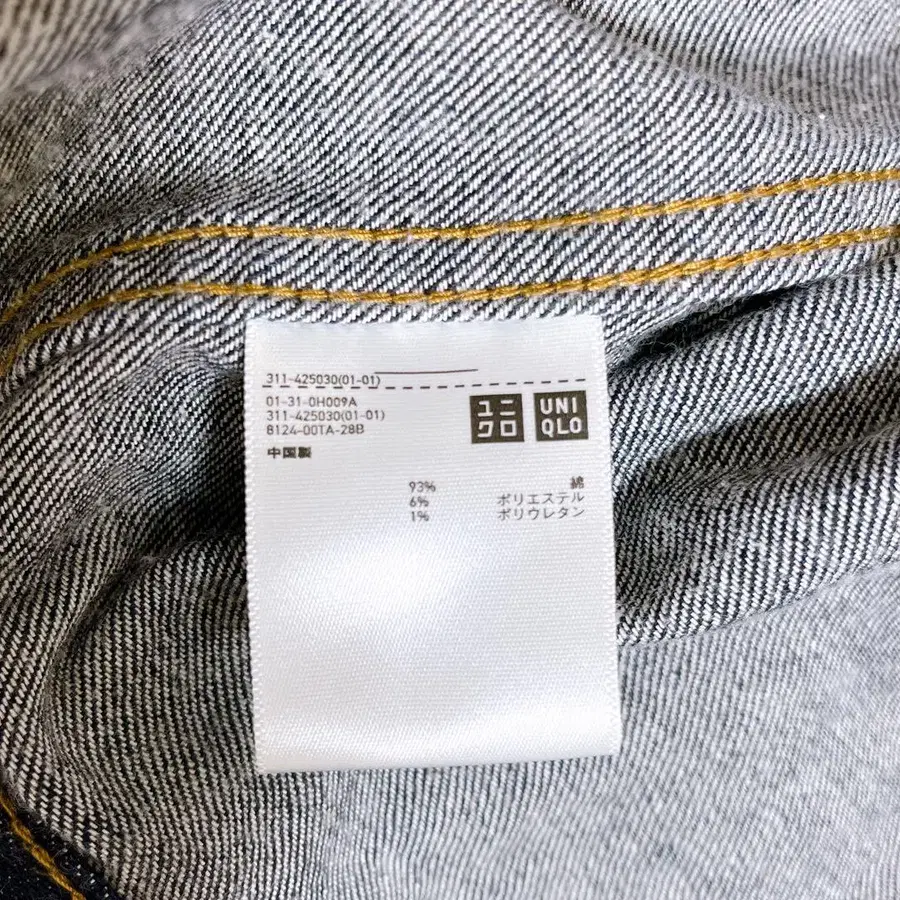 311-425030(01-01)
01-31-0H009A
311-425030(01-01)
8124-00TA-28B
中国製
ユニ
クロ
UNI
QLO
93% 綿
6% ポリエステル
1% ポリウレタン